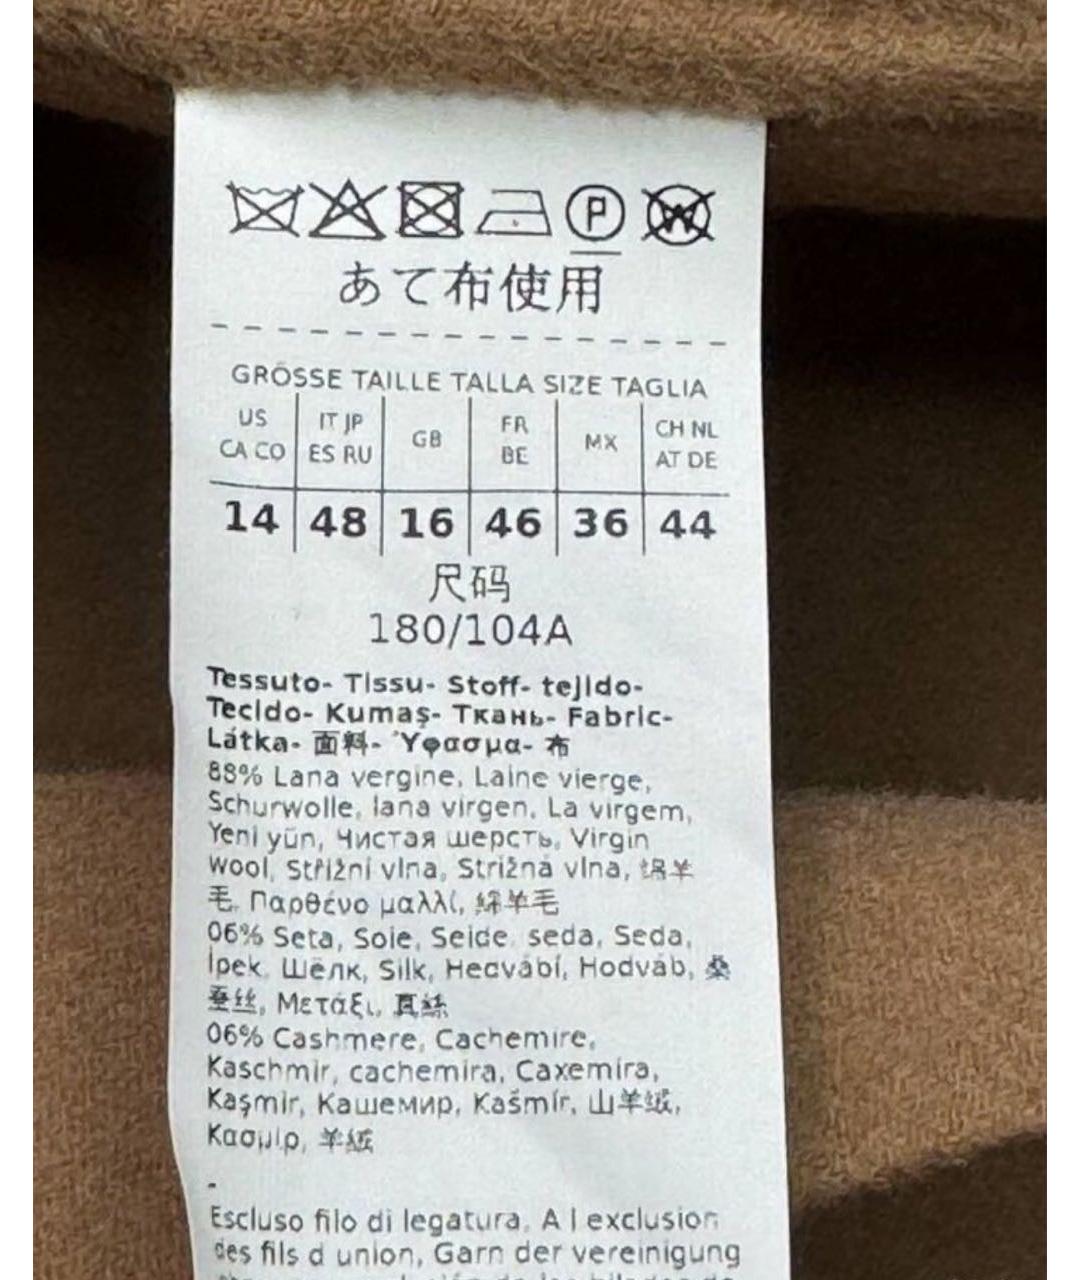 P W
あて布使用
GRÖSSE TAILLE TALLA SIZE TAGLIA
US CA CO
IT JP ES RU
GB
FR BE
MX
CH NL AT DE
14 48 16 46 36 44
尺码
180/104A
Tessuto- Tissu- Stoff- tejido-
Tecido- Kumaş- Ткань- Fabric-
Látka- 面料- Ύφασμα- 布
88% Lana vergine, Laine vierge,
Schurwolle, lana virgen, La virgem,
Yeni yün, Чистая шерсть, Virgin
Wool, Střižní vlna, Strižná vlna, 绵羊
毛, Παρθένο μαλλί, 綿羊毛
06% Seta, Soie, Seide, seda, Seda,
İpek, Шёлк, Silk, Hedvábí, Hodváb, 桑
蚕丝, Μετάξι, 真絲
06% Cashmere, Cachemire,
Kaschmir, cachemira, Caxemira,
Kaşmir, Кашемир, Kašmír, 山羊绒,
Κασμίρ, 羊絨
-
Escluso filo di legatura, A l exclusion
des fils d union, Garn der vereinigung